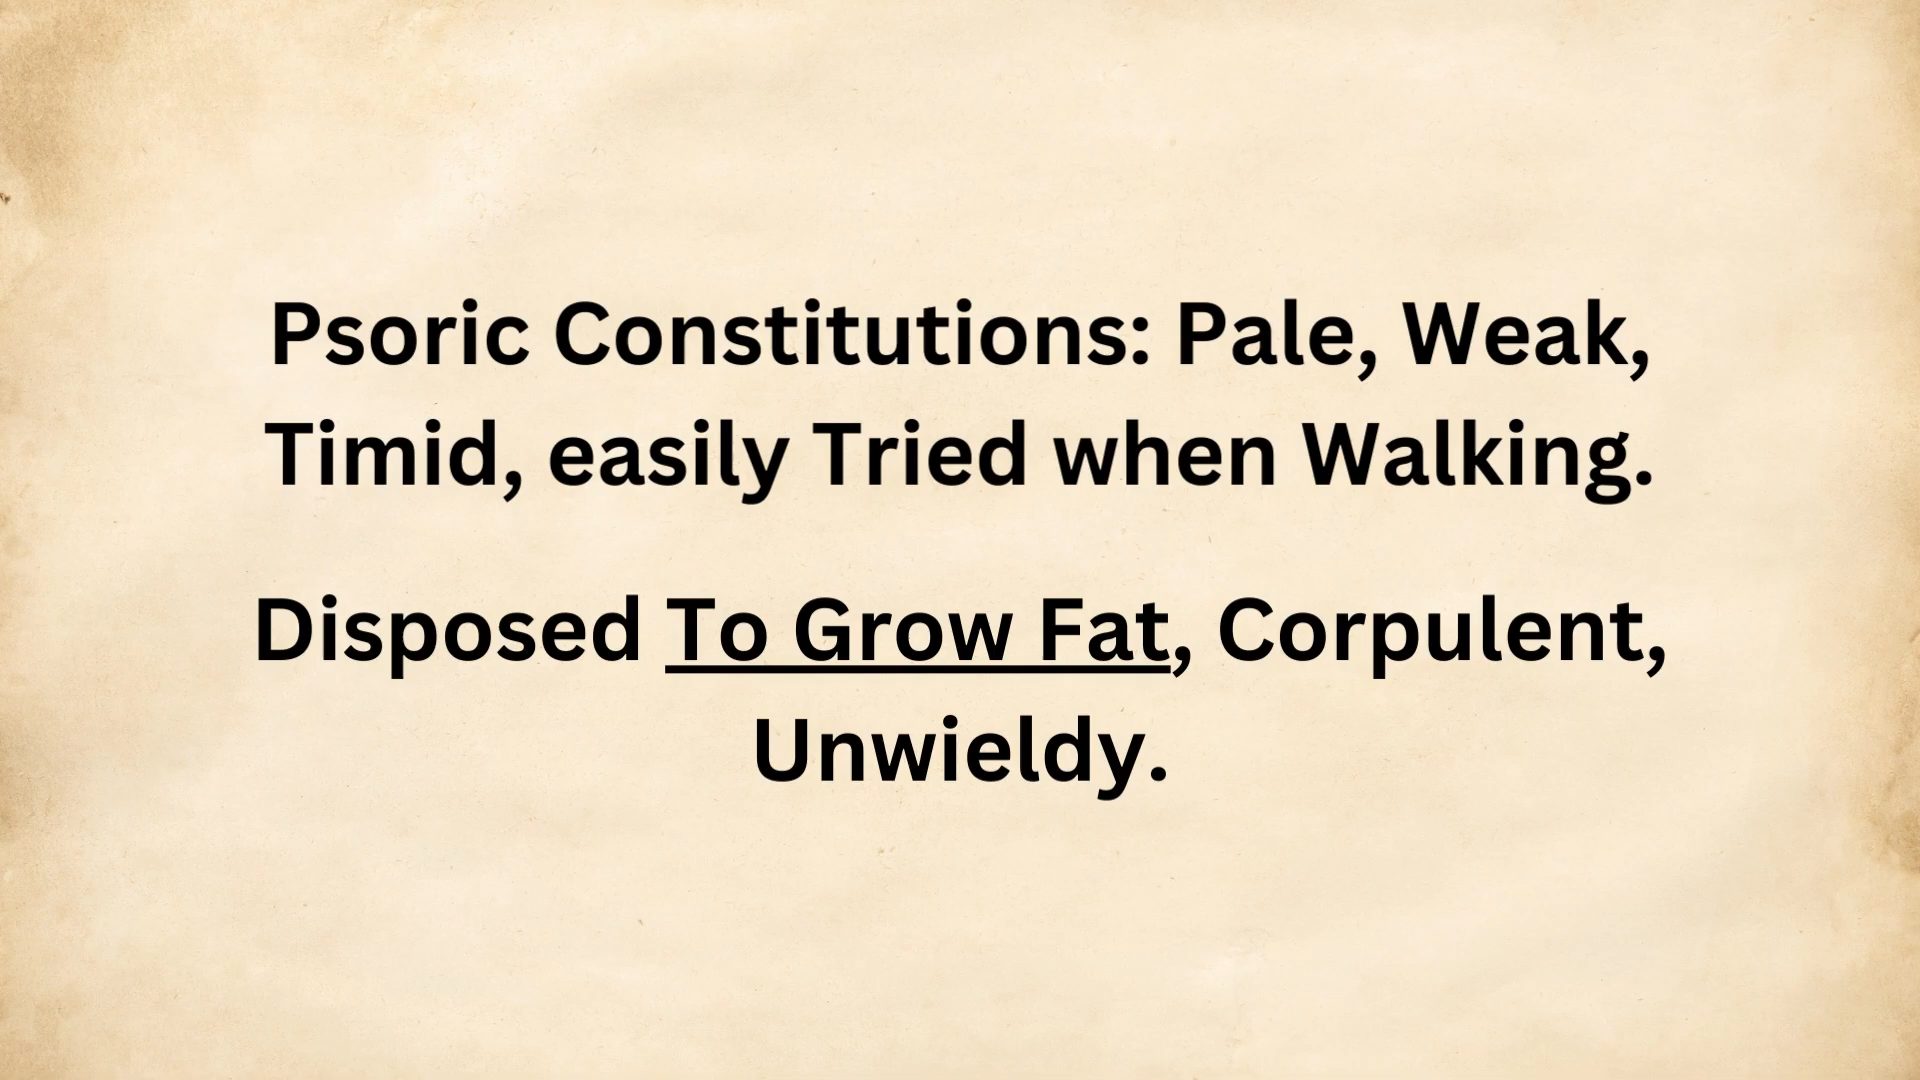 Psoric Constitutions: Pale, Weak,
Timid, easily Tried when Walking.
Disposed To Grow Fat, Corpulent,
Unwieldy.